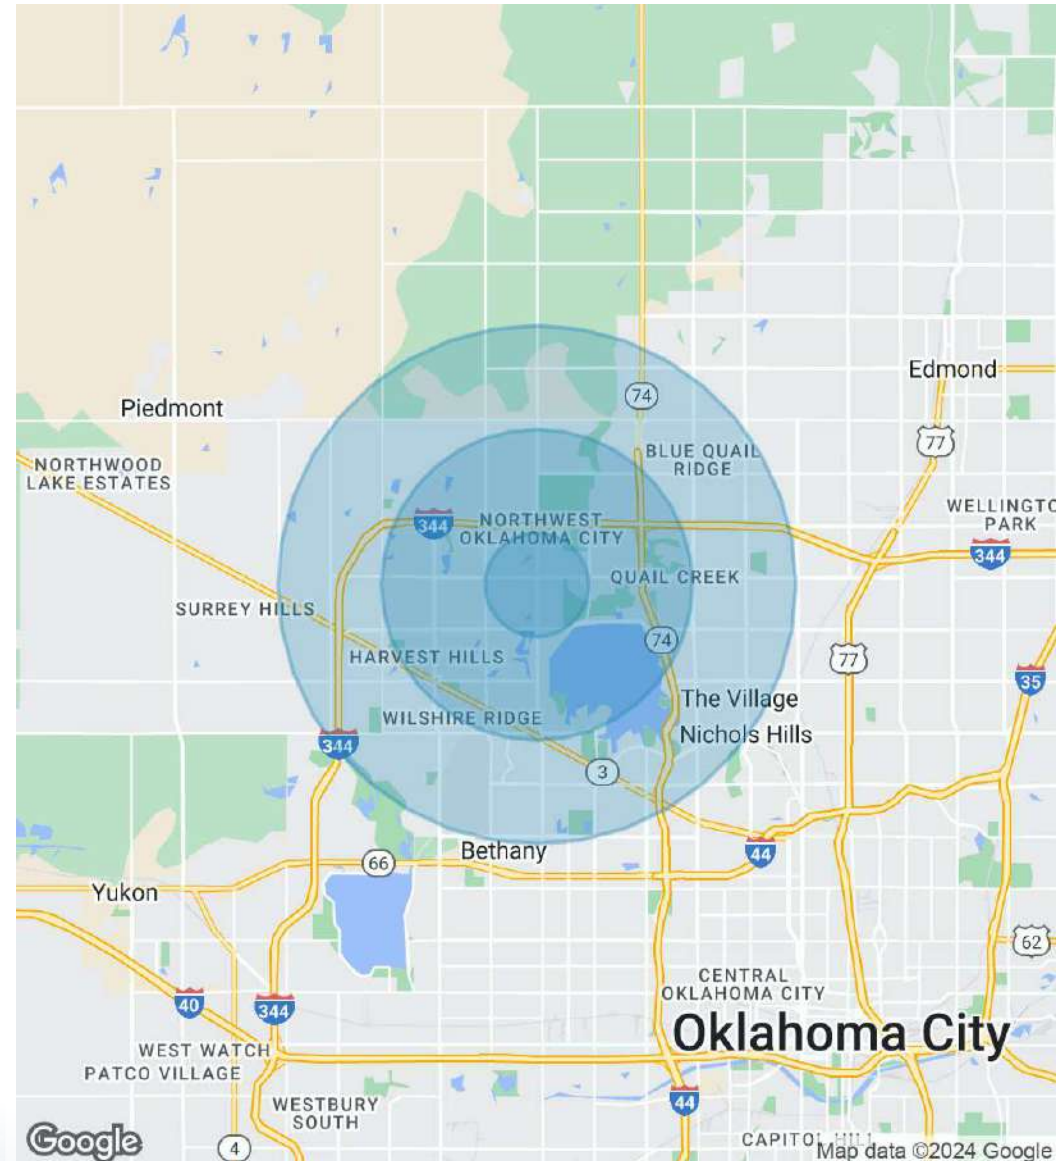 Edmond
Piedmont
74
77
NORTHWOOD
LAKE ESTATES
BLUE QUAIL
RIDGE
WELLINGTO
PARK
344
NORTHWEST
OKLAHOMA CITY
344
QUAIL CREEK
SURREY HILLS
74
HARVEST HILLS
77
35
The Village
WILSHIRE RIDGE
Nichols Hills
344
3
Bethany
44
66
Yukon
62
CENTRAL
OKLAHOMA CITY
40
344
Oklahoma City
WEST WATCH
PATCO VILLAGE
WESTBURY
SOUTH
44
Google
4
CAPITOL HILL
Map data ©2024 Google